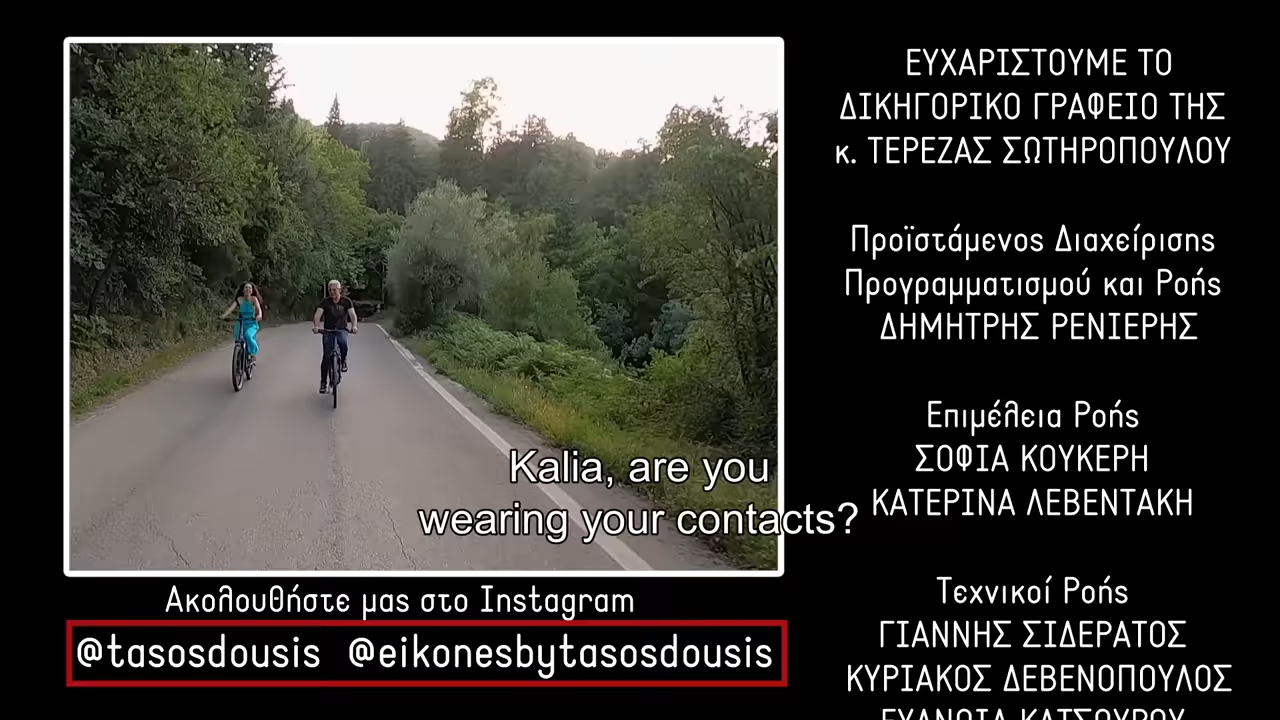 ΕΥΧΑΡΙΣΤΟΥΜΕ ΤΟ
ΔΙΚΗΓΟΡΙΚΟ ΓΡΑΦΕΙΟ ΤΗΣ
κ. ΤΕΡΕΖΑΣ ΣΩΤΗΡΟΠΟΥΛΟΥ
Προϊστάμενος Διαχείρισης
Προγραμματισμού και Ροής
ΔΗΜΗΤΡΗΣ ΡΕΝΙΕΡΗΣ
Επιμέλεια Ροής
ΣΟΦΙΑ ΚΟΥΚΕΡΗ
ΚΑΤΕΡΙΝΑ ΛΕΒΕΝΤΑΚΗ
Τεχνικοί Ροής
ΓΙΑΝΝΗΣ ΣΙΔΕΡΑΤΟΣ
ΚΥΡΙΑΚΟΣ ΔΕΒΕΝΟΠΟΥΛΟΣ
Kalia, are you
wearing your contacts?
Ακολουθήστε μας στο Instagram
@tasosdousis @eikonesbytasosdousis